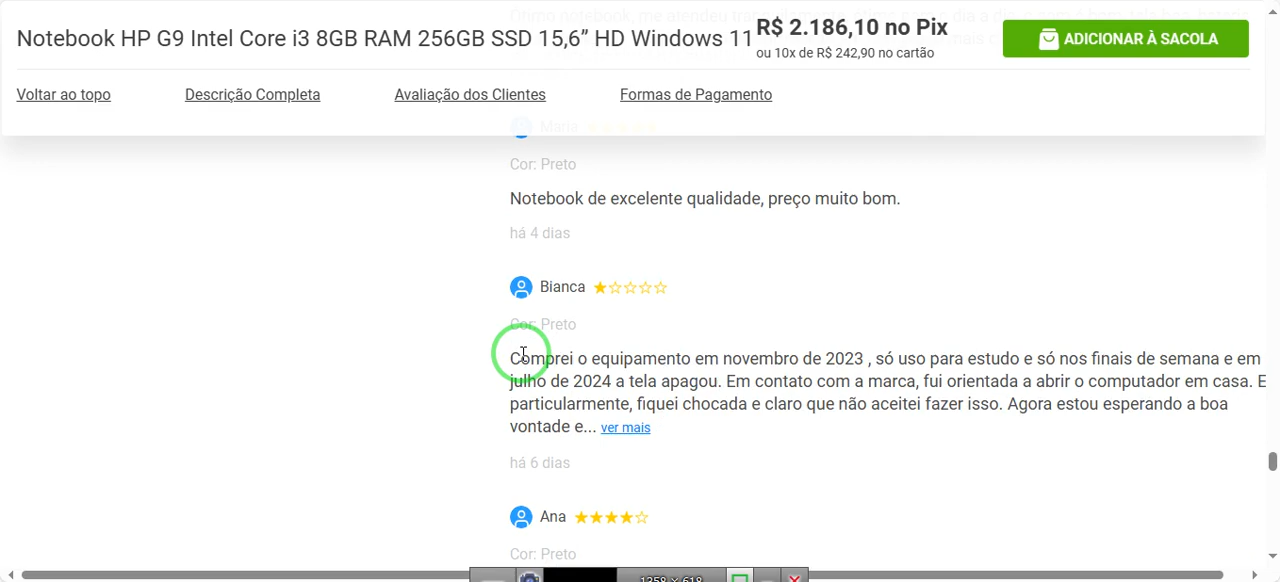 Notebook HP G9 Intel Core i3 8GB RAM 256GB SSD 15,6” HD Windows 11
R$ 2.186,10 no Pix
ou 10x de R$ 242,90 no cartão
ADICIONAR À SACOLA
Voltar ao topo
Descrição Completa
Avaliação dos Clientes
Formas de Pagamento
Maria
Cor: Preto
Notebook de excelente qualidade, preço muito bom.
há 4 dias
Bianca
Cor: Preto
Comprei o equipamento em novembro de 2023 , só uso para estudo e só nos finais de semana e em
julho de 2024 a tela apagou. Em contato com a marca, fui orientada a abrir o computador em casa. E
particularmente, fiquei chocada e claro que não aceitei fazer isso. Agora estou esperando a boa
vontade e... ver mais
há 6 dias
Ana
Cor: Preto